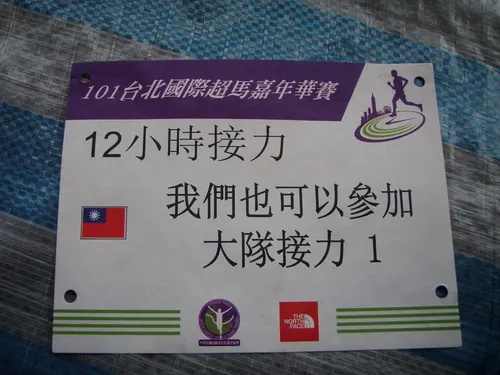 101台北國際超馬嘉年華賽
12小時接力
我們也可以參加
大隊接力 1
THE
NORTH
FACE